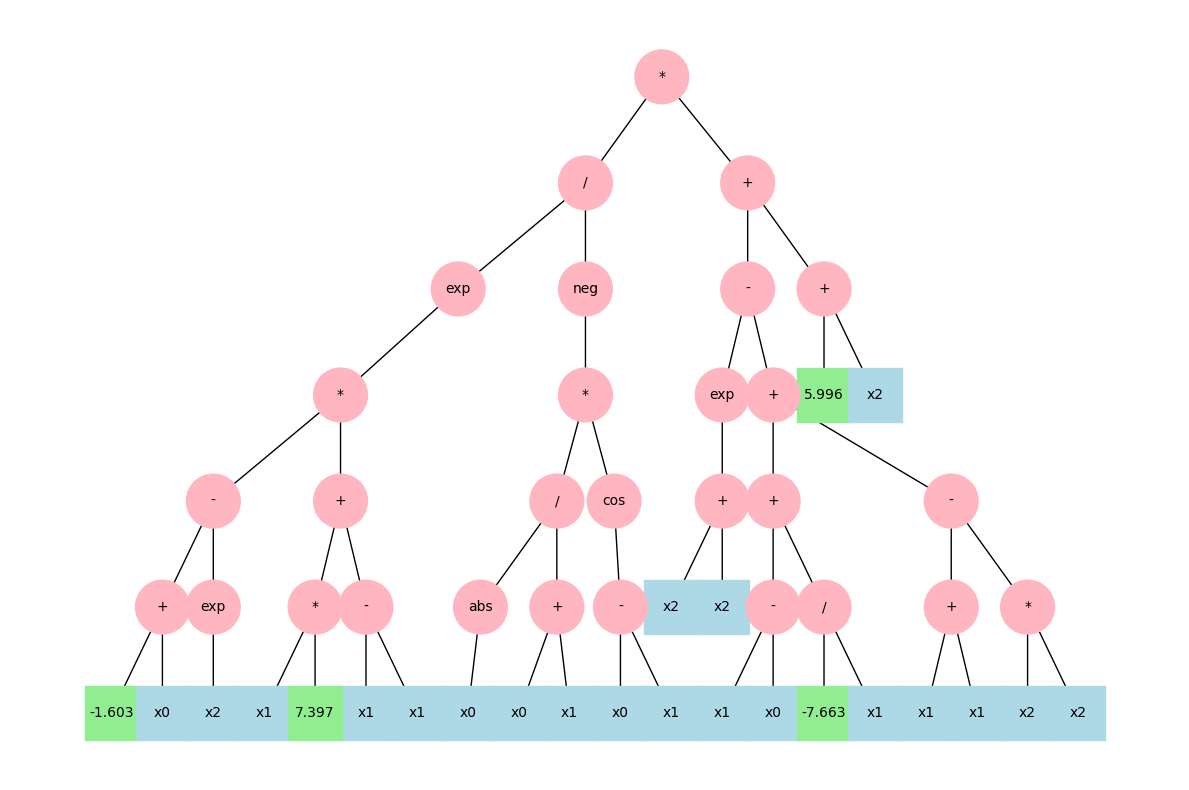 *
/ +
exp neg - +
* * exp + 5.996 x2
- + / cos + + -
+ exp * - abs + - x2 x2 - / + *
-1.603 x0 x2 x1 7.397 x1 x1 x0 x0 x1 x0 x1 x1 x0 -7.663 x1 x1 x1 x2 x2